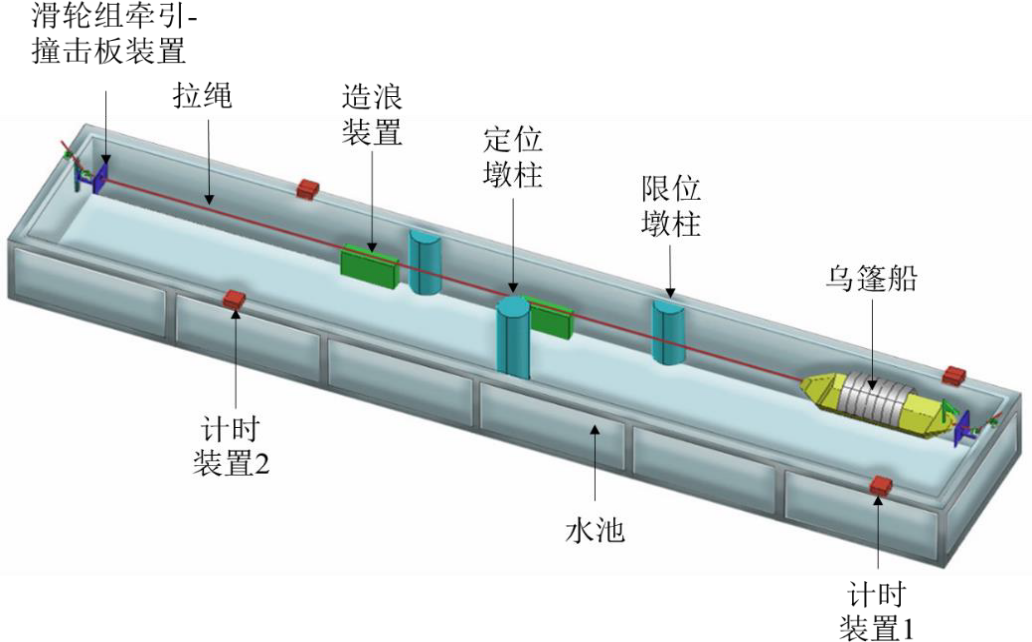 滑轮组牵引-
撞击板装置
拉绳
造浪
装置
定位
墩柱
限位
墩柱
乌篷船
计时
装置2
水池
计时
装置1